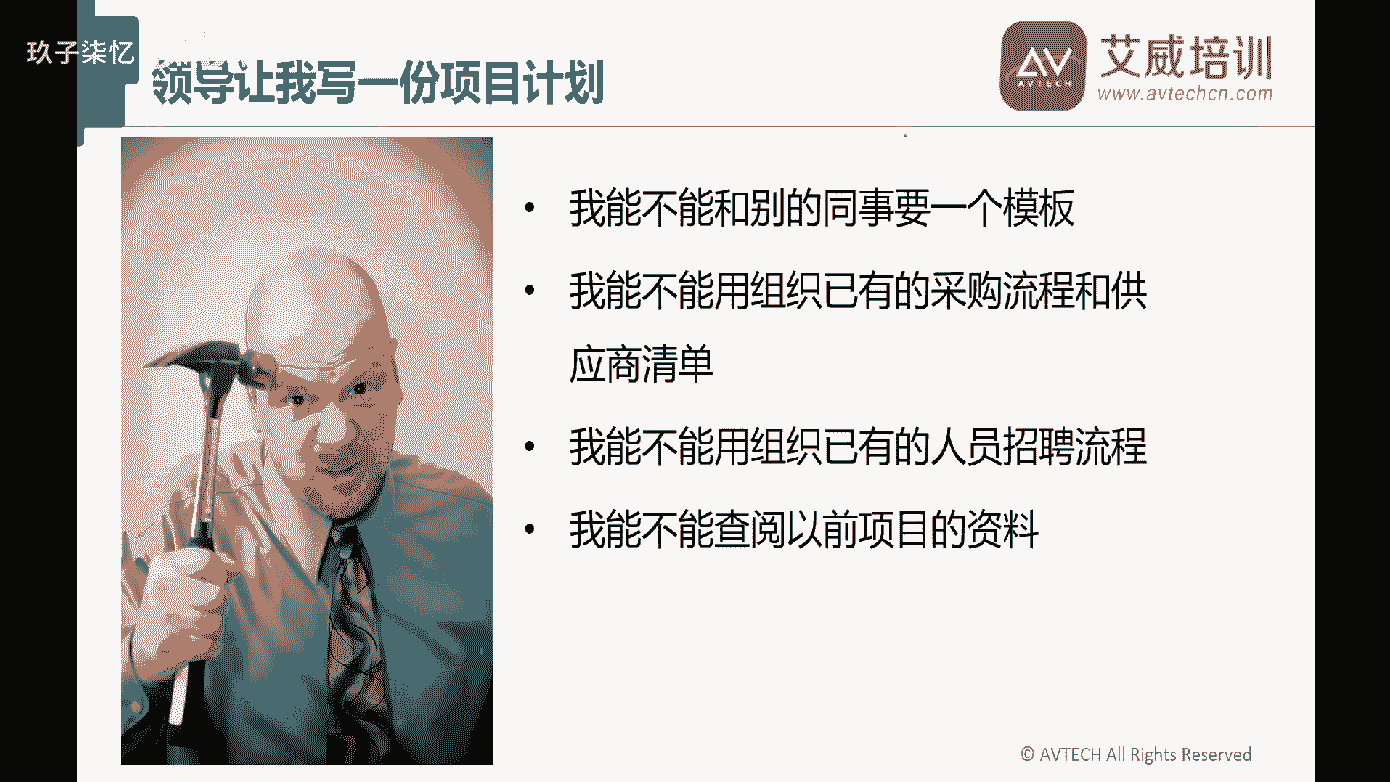 玖子柒忆
领导让我写一份项目计划
AV
AV TECH
艾威培训
www.avtechcn.com
• 我能不能和别的同事要一个模板
• 我能不能用组织已有的采购流程和供
应商清单
• 我能不能用组织已有的人员招聘流程
• 我能不能查阅以前项目的资料
© AVTECH All Rights Reserved